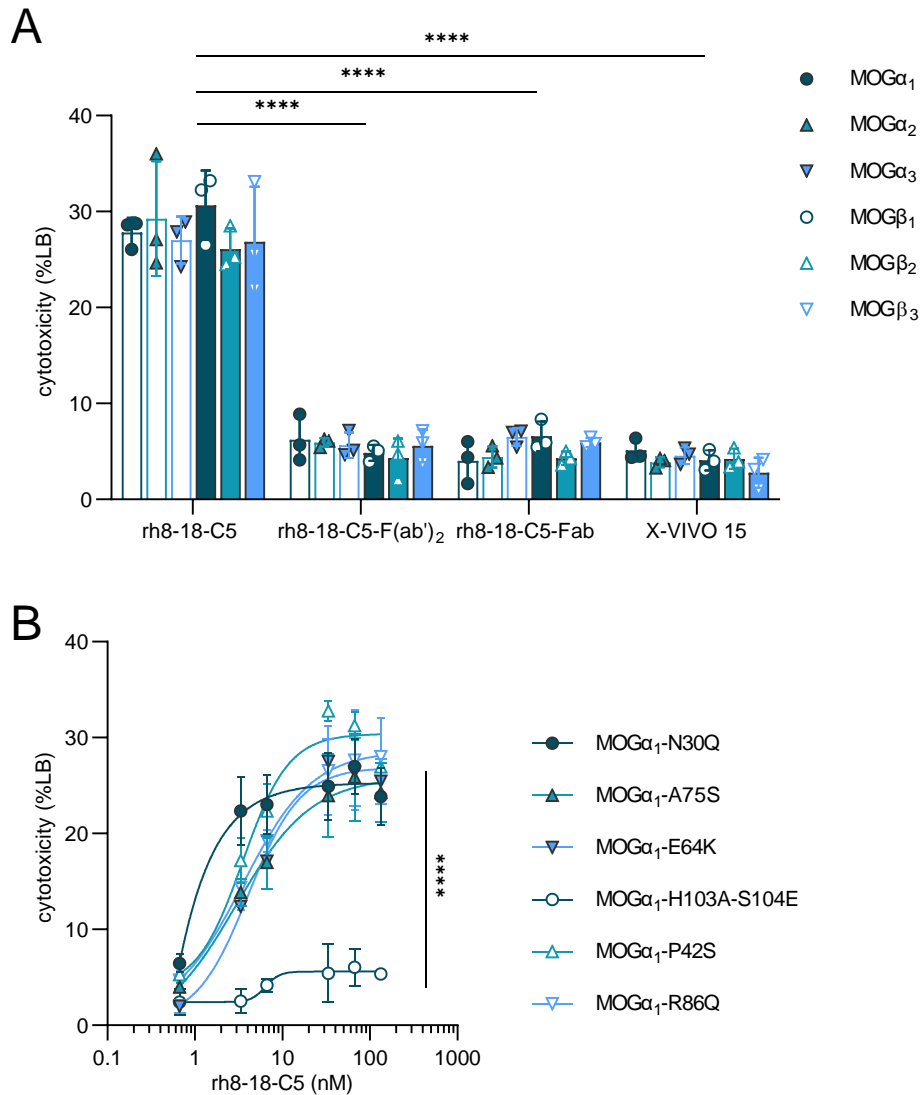 A
****
****
****
cytotoxicity (%LB)
40
30
20
10
0
rh8-18-C5
rh8-18-C5-F(ab')2
rh8-18-C5-Fab
X-VIVO 15
MOGα1
MOGα2
MOGα3
MOGβ1
MOGβ2
MOGβ3
B
cytotoxicity (%LB)
40
30
20
10
0
0.1
1
10
100
1000
rh8-18-C5 (nM)
****
MOGα1-N30Q
MOGα1-A75S
MOGα1-E64K
MOGα1-H103A-S104E
MOGα1-P42S
MOGα1-R86Q